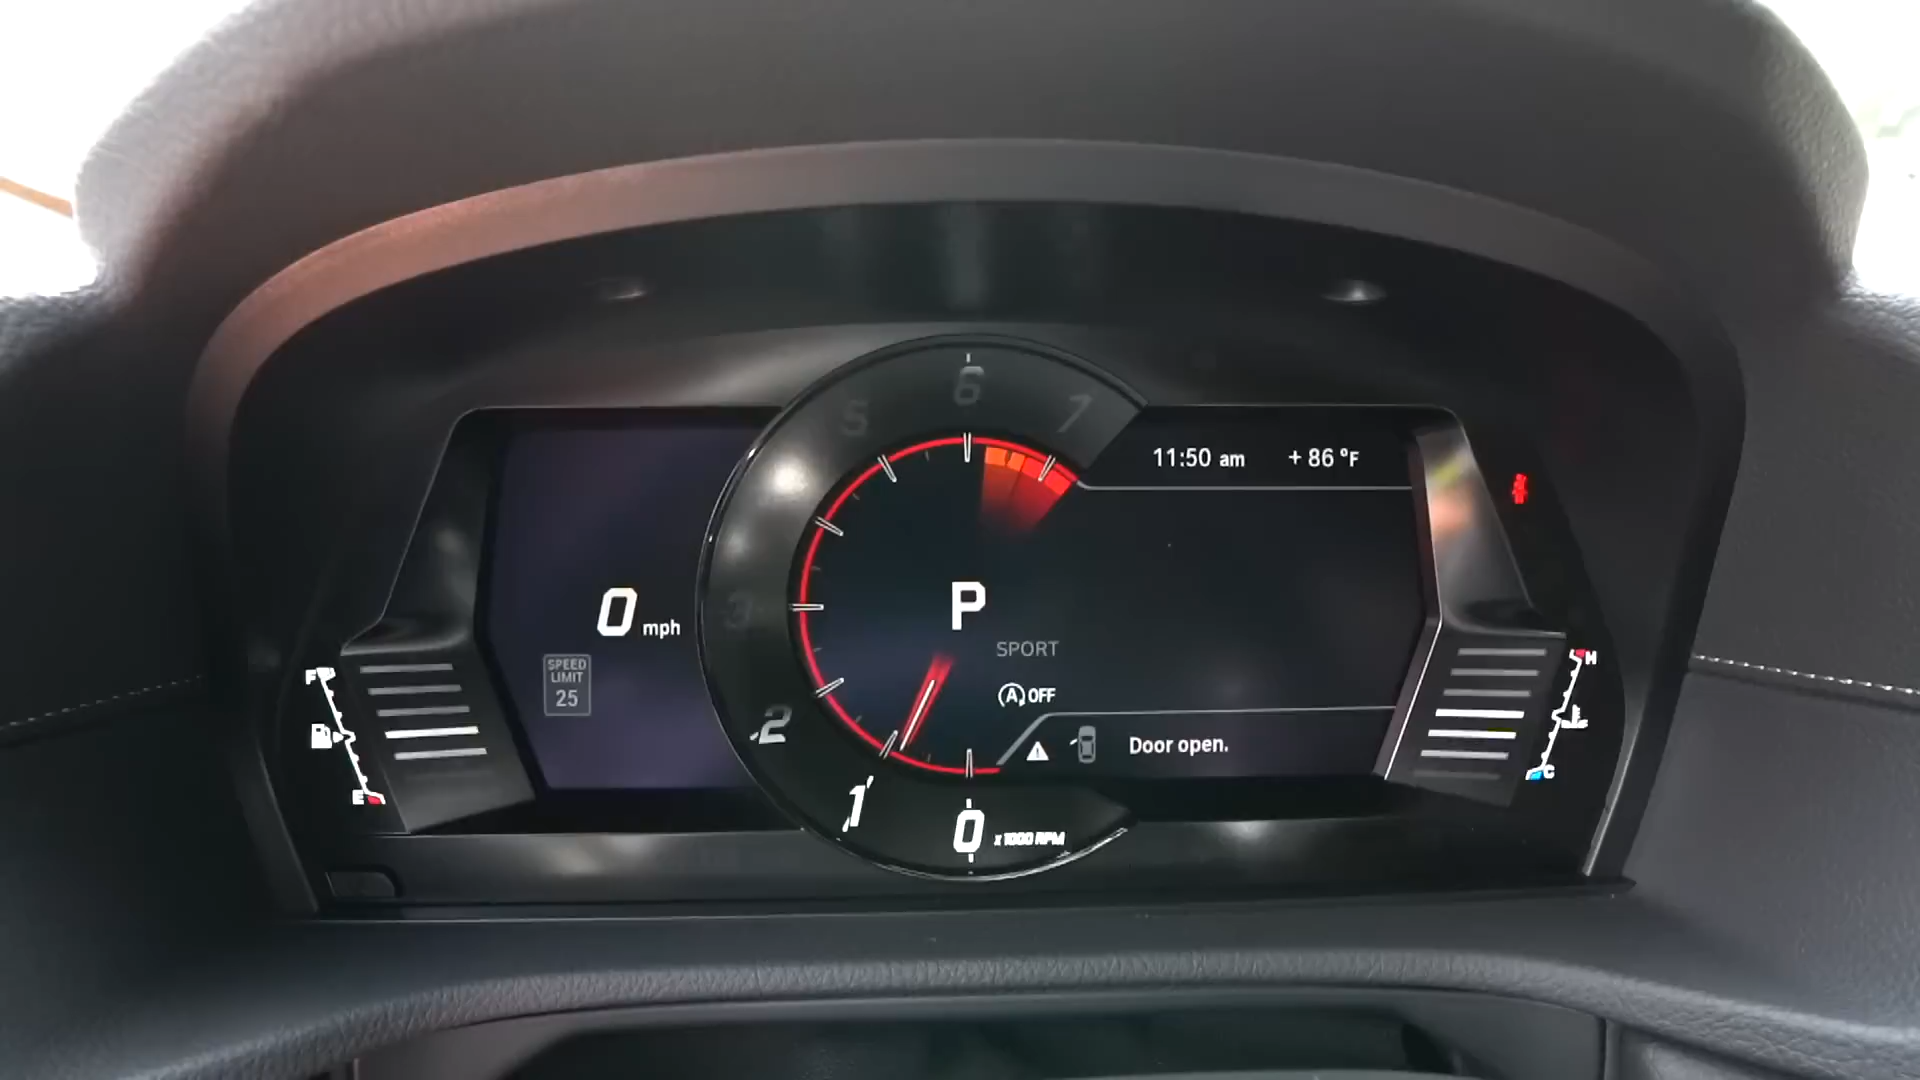 5
6
7
11:50 am +86 °F
3
0 mph
P
SPORT
SPEED
LIMIT
25
A OFF
F
H
2
Door open.
E
C
1
0 x1000 RPM